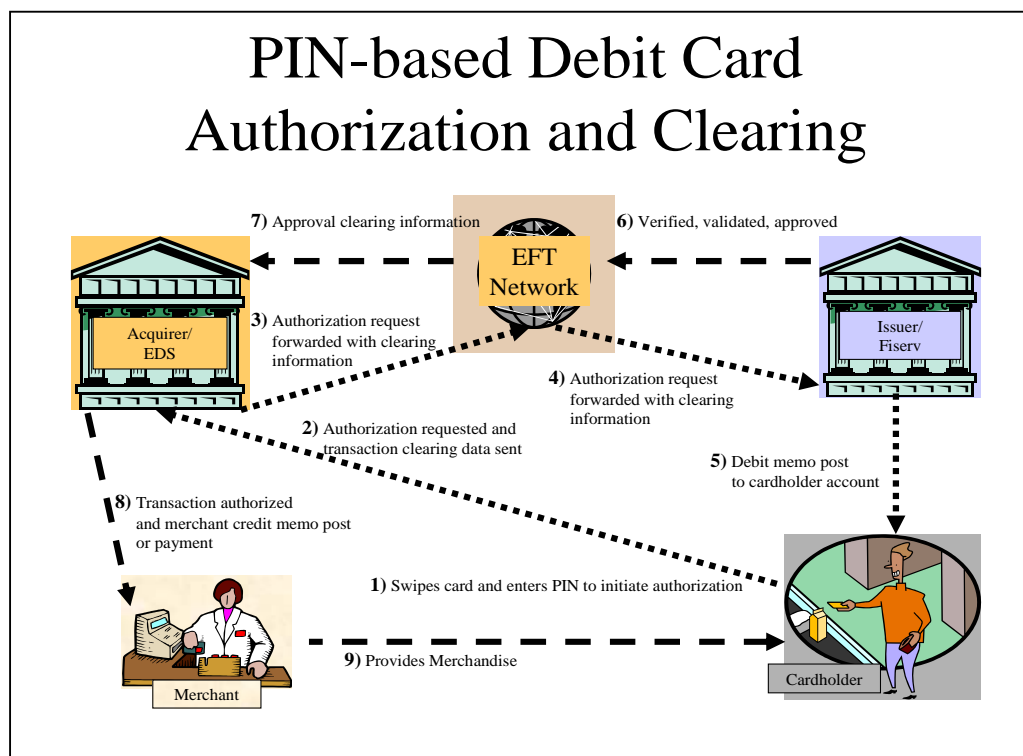 PIN-based Debit Card
Authorization and Clearing
7) Approval clearing information
6) Verified, validated, approved
EFT
Network
Acquirer/
EDS
Issuer/
Fiserv
3) Authorization request
forwarded with clearing
information
4) Authorization request
forwarded with clearing
information
2) Authorization requested and
transaction clearing data sent
5) Debit memo post
to cardholder account
8) Transaction authorized
and merchant credit memo post
or payment
1) Swipes card and enters PIN to initiate authorization
9) Provides Merchandise
Merchant
Cardholder